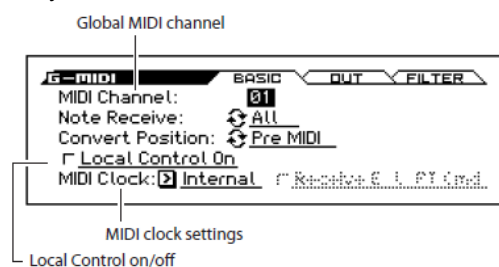 Global MIDI channel
G-MIDI BASIC OUT FILTER
MIDI Channel: 01
Note Receive: All
Convert Position: Pre MIDI
Local Control On
MIDI Clock: Internal Receive
MIDI clock settings
Local Control on/off